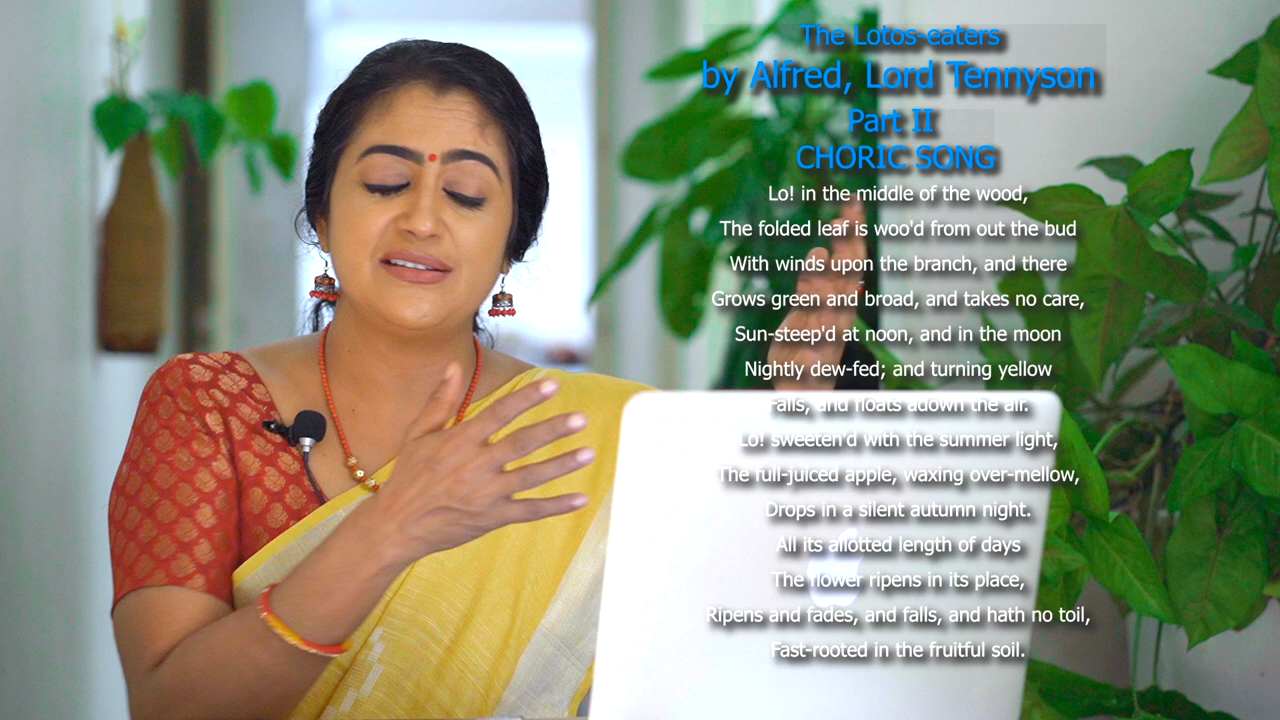 The Lotos-eaters
by Alfred, Lord Tennyson
Part II
CHORIC SONG
Lo! in the middle of the wood,
The folded leaf is woo'd from out the bud
With winds upon the branch, and there
Grows green and broad, and takes no care,
Sun-steep'd at noon, and in the moon
Nightly dew-fed; and turning yellow
Falls, and floats adown the air.
Lo! sweeten'd with the summer light,
The full-juiced apple, waxing over-mellow,
Drops in a silent autumn night.
All its allotted length of days
The flower ripens in its place,
Ripens and fades, and falls, and hath no toil,
Fast-rooted in the fruitful soil.